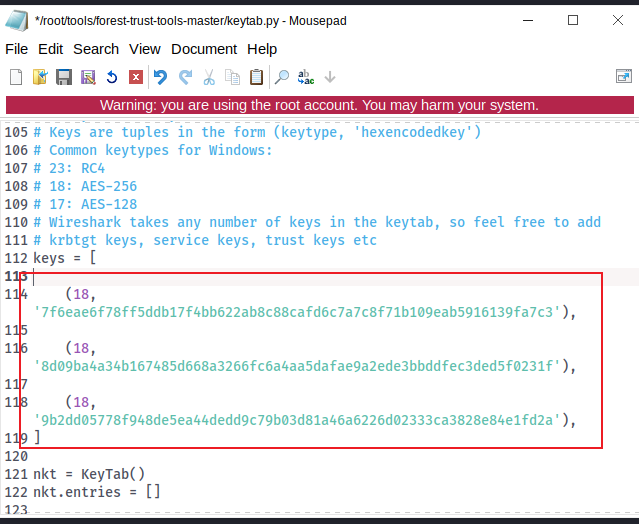 */root/tools/forest-trust-tools-master/keytab.py - Mousepad
File Edit Search View Document Help
Warning: you are using the root account. You may harm your system.
105 # Keys are tuples in the form (keytype, 'hexencodedkey')
106 # Common keytypes for Windows:
107 # 23: RC4
108 # 18: AES-256
109 # 17: AES-128
110 # Wireshark takes any number of keys in the keytab, so feel free to add
111 # krbtgt keys, service keys, trust keys etc
112 keys = [
113
114 (18,
'7f6eae6f78ff5ddb17f4bb622ab8c88cafd6c7a7c8f71b109eab5916139fa7c3'),
115
116 (18,
'8d09ba4a34b167485d668a3266fc6a4aa5dafae9a2ede3bbddfec3ded5f0231f'),
117
118 (18,
'9b2dd05778f948de5ea44dedd9c79b03d81a46a6226d02333ca3828e84e1fd2a'),
119 ]
120
121 nkt = KeyTab()
122 nkt.entries = []
123